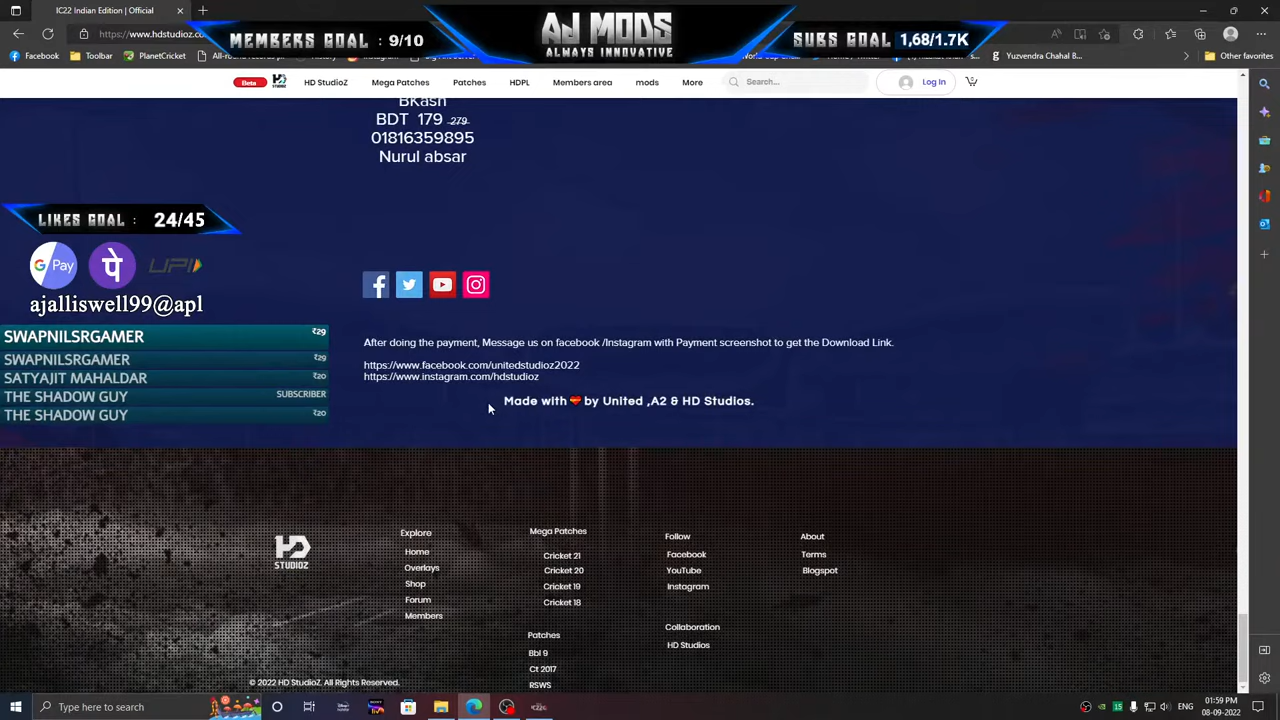 IC22 Indian Edition | Official
https://www.hdstudioz.co
MEMBERS GOAL : 9/10
AJ MODS
ALWAYS INNOVATIVE
SUBS GOAL 1,68/1.7K
Facebook
PlanetCricket
Yuzvendra Chahal B...
Other favorites
Beta
HD StudioZ
Mega Patches
Patches
HDPL
Members area
mods
More
Search...
Log In
BKash
BDT 179 279
01816359895
Nurul absar
LIKES GOAL : 24/45
G Pay
UPI
ajalliswell99@apl
SWAPNILSRGAMER ₹29
SWAPNILSRGAMER ₹29
SATYAJIT MAHALDAR ₹20
THE SHADOW GUY SUBSCRIBER
THE SHADOW GUY ₹20
After doing the payment, Message us on facebook /Instagram with Payment screenshot to get the Download Link.
https://www.facebook.com/unitedstudioz2022
https://www.instagram.com/hdstudioz
Made with ❤ by United ,A2 & HD Studios.
HD
STUDIOZ
Explore
Home
Overlays
Shop
Forum
Members
Mega Patches
Cricket 21
Cricket 20
Cricket 19
Cricket 18
Patches
Bbl 9
Ct 2017
RSWS
Follow
Facebook
YouTube
Instagram
Collaboration
HD Studios
About
Terms
Blogspot
© 2022 HD StudioZ, All Rights Reserved.
Type here to search
ENG
01:59 PM
08-09-2022